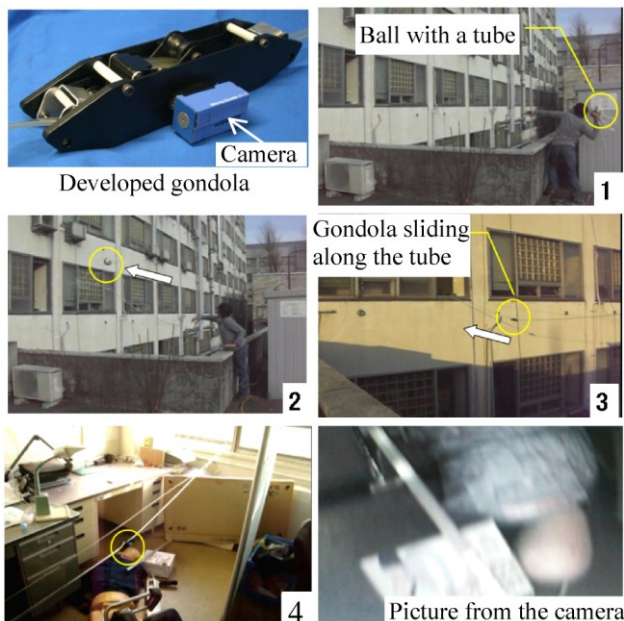 Camera
Developed gondola
Ball with a tube
1
2
Gondola sliding
along the tube
3
4
Picture from the camera